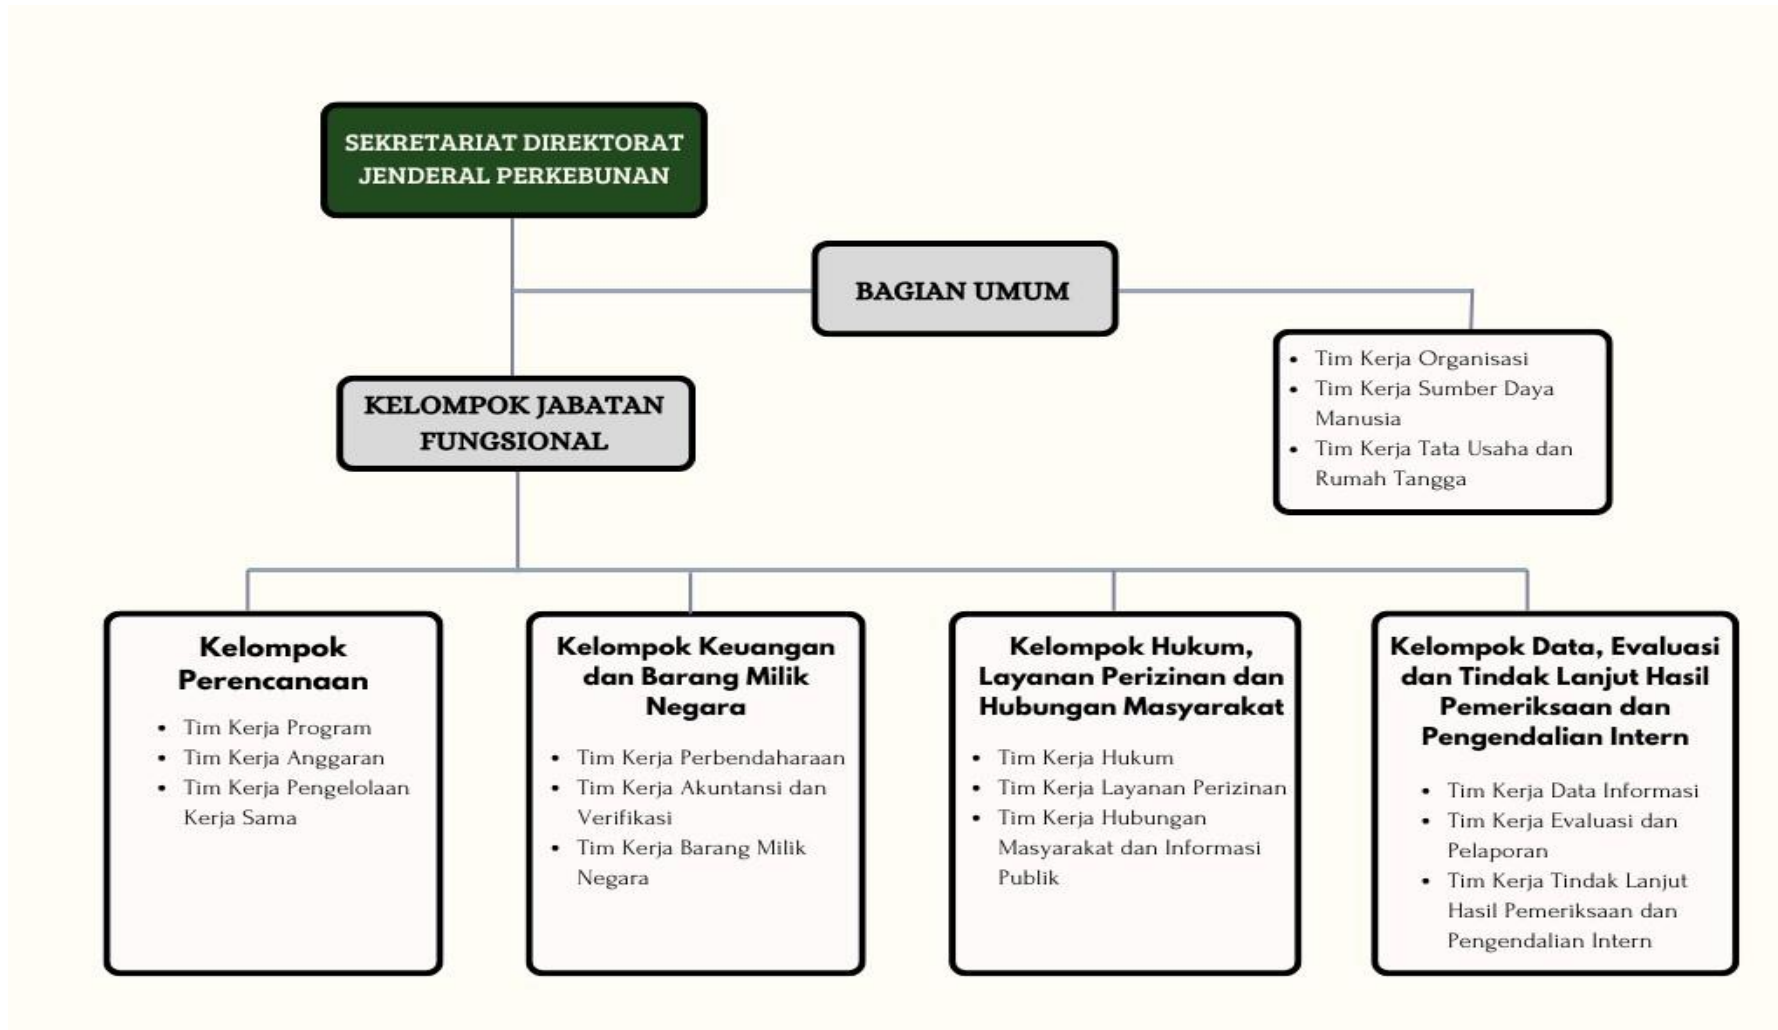 SEKRETARIAT DIREKTORAT
JENDERAL PERKEBUNAN
BAGIAN UMUM
• Tim Kerja Organisasi
• Tim Kerja Sumber Daya
Manusia
• Tim Kerja Tata Usaha dan
Rumah Tangga
KELOMPOK JABATAN
FUNGSIONAL
Kelompok
Perencanaan
• Tim Kerja Program
• Tim Kerja Anggaran
• Tim Kerja Pengelolaan
Kerja Sama
Kelompok Keuangan
dan Barang Milik
Negara
• Tim Kerja Perbendaharaan
• Tim Kerja Akuntansi dan
Verifikasi
• Tim Kerja Barang Milik
Negara
Kelompok Hukum,
Layanan Perizinan dan
Hubungan Masyarakat
• Tim Kerja Hukum
• Tim Kerja Layanan Perizinan
• Tim Kerja Hubungan
Masyarakat dan Informasi
Publik
Kelompok Data, Evaluasi
dan Tindak Lanjut Hasil
Pemeriksaan dan
Pengendalian Intern
• Tim Kerja Data Informasi
• Tim Kerja Evaluasi dan
Pelaporan
• Tim Kerja Tindak Lanjut
Hasil Pemeriksaan dan
Pengendalian Intern